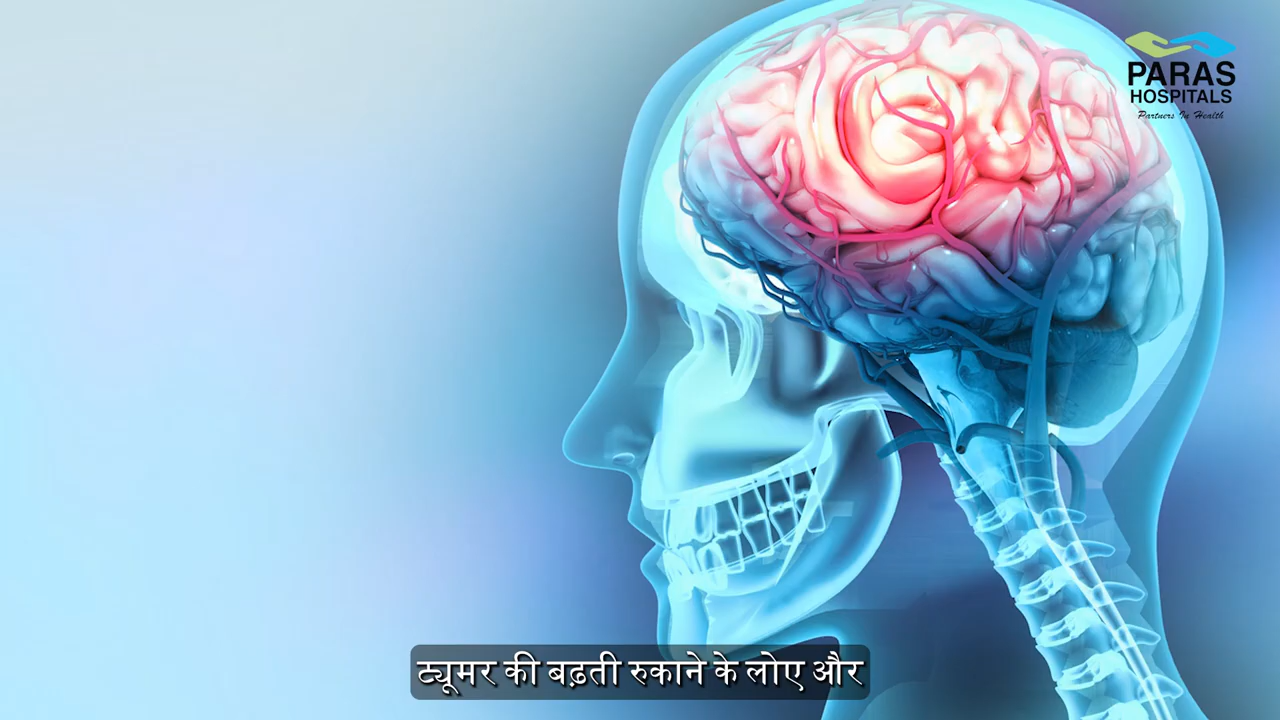 PARAS
HOSPITALS
Partners In Health
ट्यूमर की बढ़ती रुकाने के लोए और